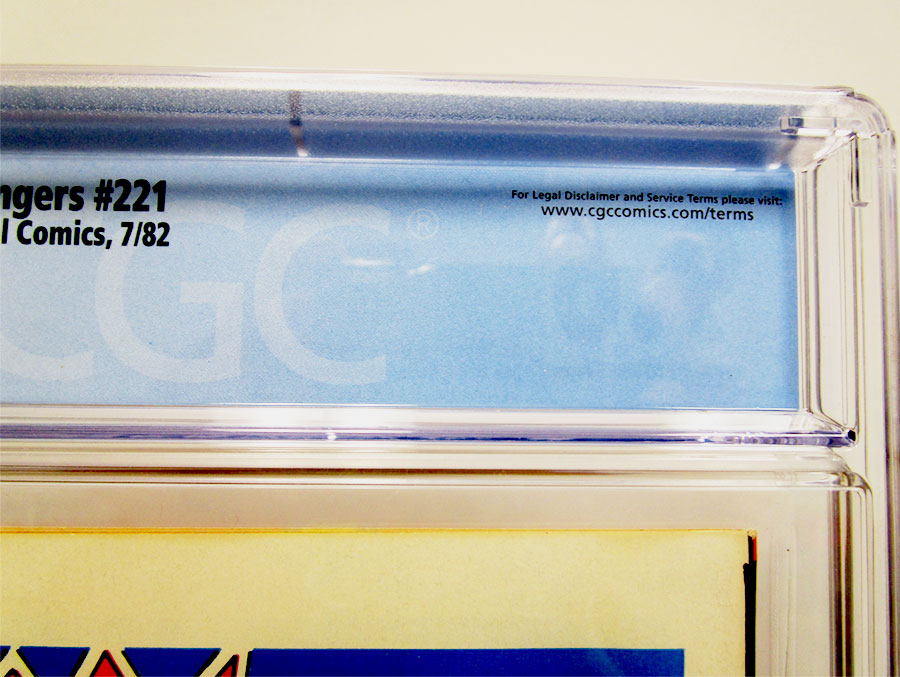 ngers #221
l Comics, 7/82
For Legal Disclaimer and Service Terms please visit:
www.cgccomics.com/terms
CGC®